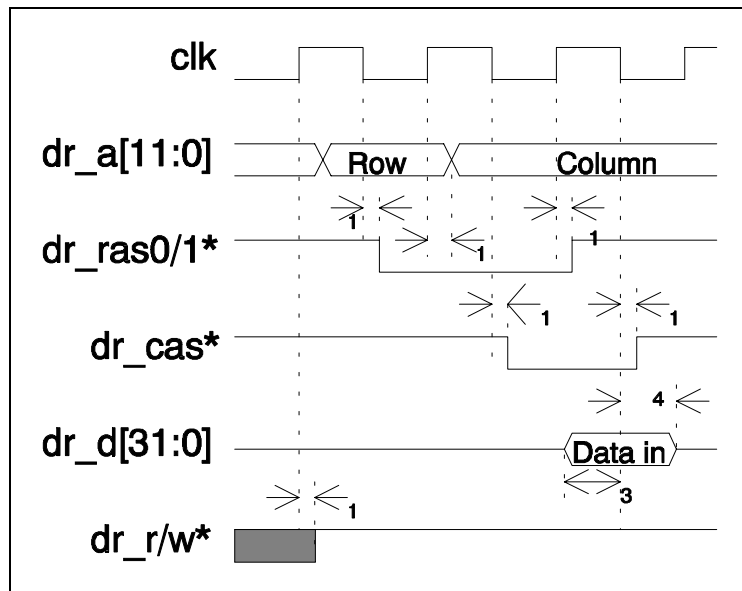 clk
dr_a[11:0] Row Column
1 1
dr_ras0/1* 1
1 1
dr_cas*
4
dr_d[31:0] Data in
3
1
dr_r/w*